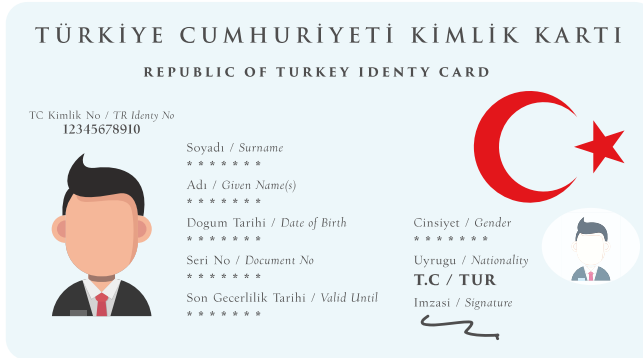 TÜRKİYE CUMHURİYETİ KİMLİK KARTI
REPUBLIC OF TURKEY IDENTY CARD
TC Kimlik No / TR Identy No
12345678910
Soyadı / Surname
* * * * * * *
Adı / Given Name(s)
* * * * * * *
Dogum Tarihi / Date of Birth
* * * * * * *
Seri No / Document No
* * * * * * *
Son Gecerlilik Tarihi / Valid Until
* * * * * * *
Cinsiyet / Gender
* * * * * * *
Uyrugu / Nationality
T.C / TUR
Imzasi / Signature